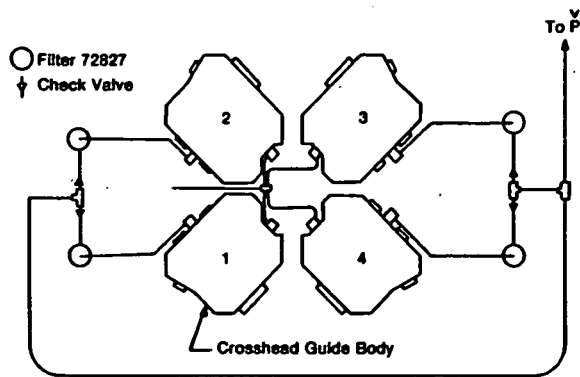 To P̌
Filter 72827
Check Valve
2
3
1
4
Crosshead Guide Body